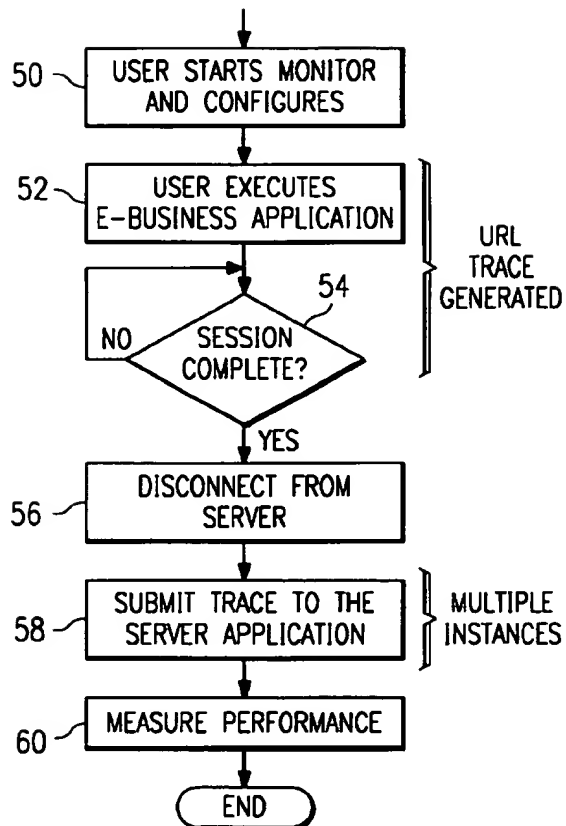 50
USER STARTS MONITOR
AND CONFIGURES
52
USER EXECUTES
E-BUSINESS APPLICATION
URL
TRACE
GENERATED
54
NO
SESSION
COMPLETE?
YES
56
DISCONNECT FROM
SERVER
58
SUBMIT TRACE TO THE
SERVER APPLICATION
MULTIPLE
INSTANCES
60
MEASURE PERFORMANCE
END